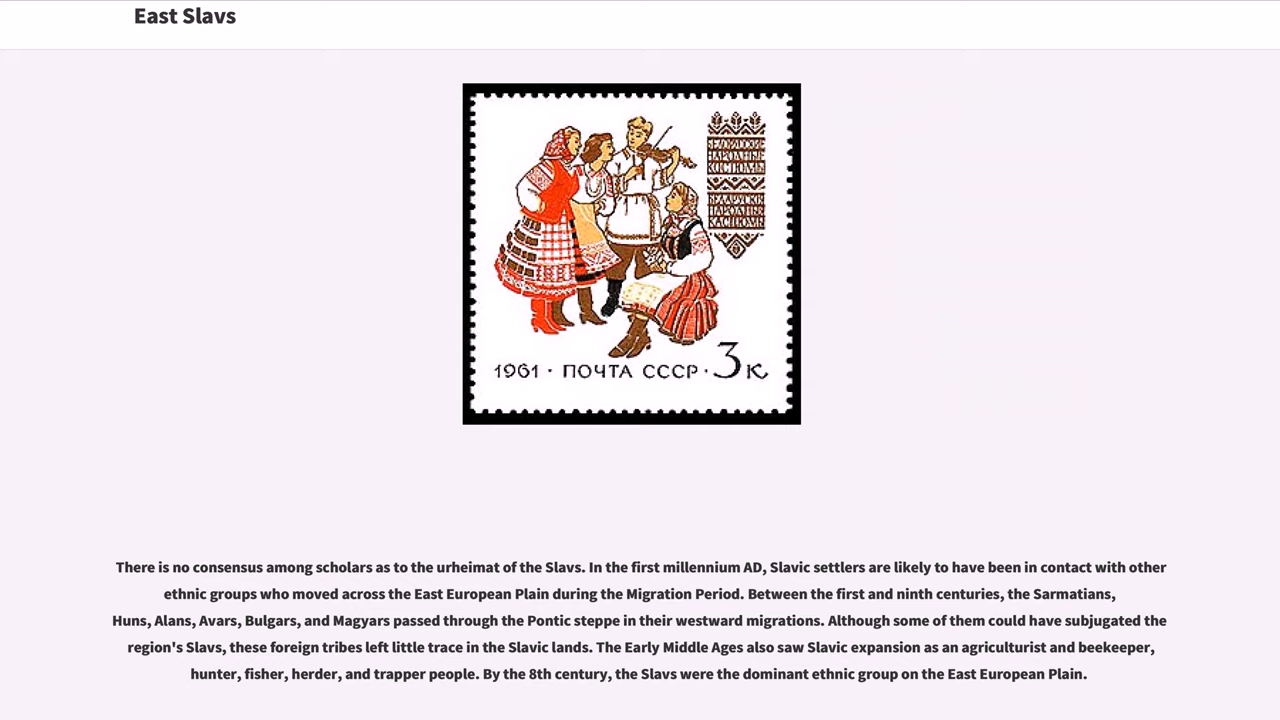 East Slavs
БЕЛОРУССКИЕ
НАРОДНЫЕ
КОСТЮМЫ
БЕЛАРУСКІЯ
НАРОДНЫЯ
КАСЦЮМЫ
1961 · ПОЧТА СССР · 3 К
There is no consensus among scholars as to the urheimat of the Slavs. In the first millennium AD, Slavic settlers are likely to have been in contact with other
ethnic groups who moved across the East European Plain during the Migration Period. Between the first and ninth centuries, the Sarmatians,
Huns, Alans, Avars, Bulgars, and Magyars passed through the Pontic steppe in their westward migrations. Although some of them could have subjugated the
region's Slavs, these foreign tribes left little trace in the Slavic lands. The Early Middle Ages also saw Slavic expansion as an agriculturist and beekeeper,
hunter, fisher, herder, and trapper people. By the 8th century, the Slavs were the dominant ethnic group on the East European Plain.